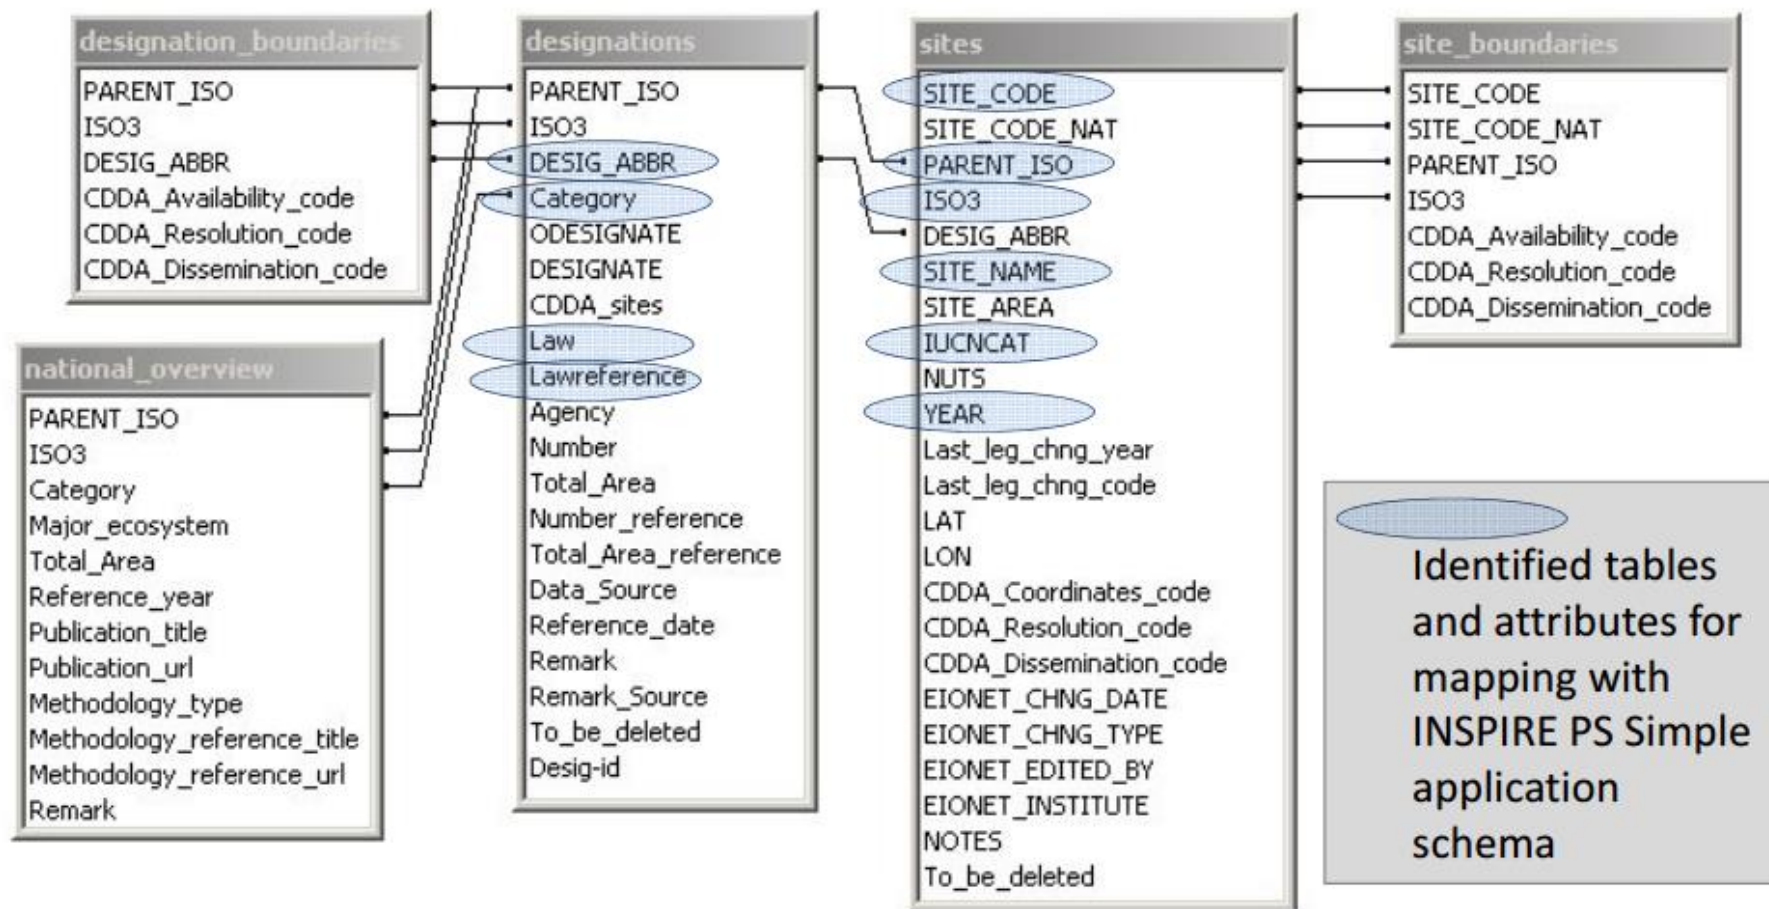 designation_boundaries
PARENT_ISO
ISO3
DESIG_ABBR
CDDA_Availability_code
CDDA_Resolution_code
CDDA_Dissemination_code
national_overview
PARENT_ISO
ISO3
Category
Major_ecosystem
Total_Area
Reference_year
Publication_title
Publication_url
Methodology_type
Methodology_reference_title
Methodology_reference_url
Remark
designations
PARENT_ISO
ISO3
DESIG_ABBR
Category
ODESIGNATE
DESIGNATE
CDDA_sites
Law
Lawreference
Agency
Number
Total_Area
Number_reference
Total_Area_reference
Data_Source
Reference_date
Remark
Remark_Source
To_be_deleted
Desig-id
sites
SITE_CODE
SITE_CODE_NAT
PARENT_ISO
ISO3
DESIG_ABBR
SITE_NAME
SITE_AREA
IUCNCAT
NUTS
YEAR
Last_leg_chng_year
Last_leg_chng_code
LAT
LON
CDDA_Coordinates_code
CDDA_Resolution_code
CDDA_Dissemination_code
EIONET_CHNG_DATE
EIONET_CHNG_TYPE
EIONET_EDITED_BY
EIONET_INSTITUTE
NOTES
To_be_deleted
site_boundaries
SITE_CODE
SITE_CODE_NAT
PARENT_ISO
ISO3
CDDA_Availability_code
CDDA_Resolution_code
CDDA_Dissemination_code
Identified tables
and attributes for
mapping with
INSPIRE PS Simple
application
schema